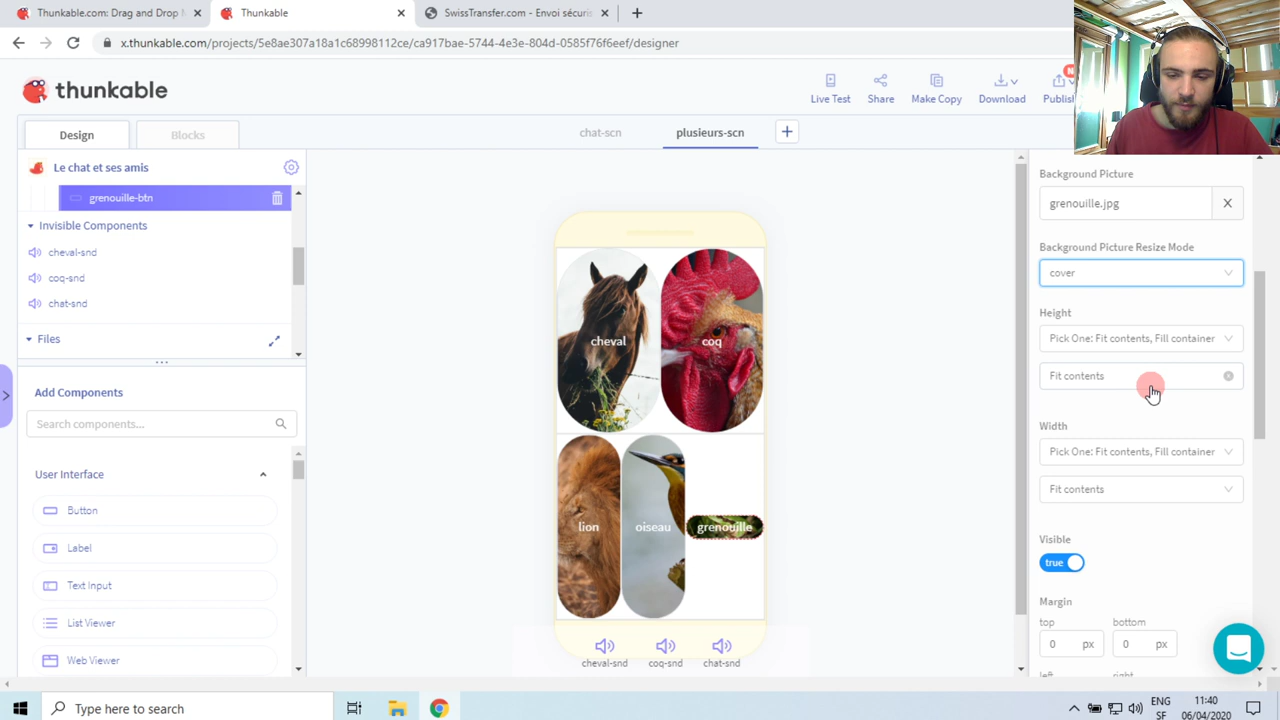 Thunkable.com: Drag and Drop M
Thunkable
SwissTransfer.com - Envoi sécuris
x.thunkable.com/projects/5e8ae307a18a1c68998112ce/ca917bae-5744-4e3e-804d-0585f76f6eef/designer
thunkable
Live Test
Share
Make Copy
Download
Publish
N
Design
Blocks
chat-scn
plusieurs-scn
Le chat et ses amis
grenouille-btn
Invisible Components
cheval-snd
coq-snd
chat-snd
Files
Add Components
Search components...
User Interface
Button
Label
Text Input
List Viewer
Web Viewer
cheval
coq
lion
oiseau
grenouille
cheval-snd
coq-snd
chat-snd
Background Picture
grenouille.jpg
X
Background Picture Resize Mode
cover
Height
Pick One: Fit contents, Fill container
Fit contents
Width
Pick One: Fit contents, Fill container
Fit contents
Visible
true
Margin
top
bottom
0 px
0 px
Type here to search
ENG
SF
11:40
06/04/2020